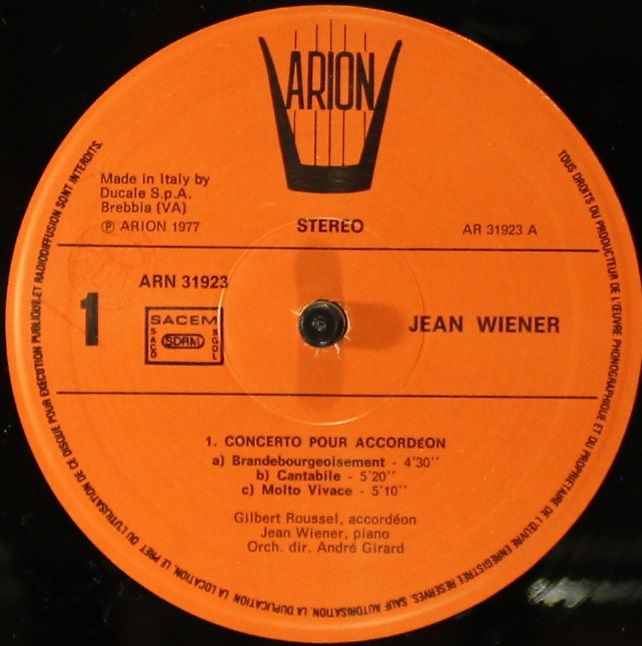 ARION
Made in Italy by
Ducale S.p.A.
Brebbia (VA)
Ⓟ ARION 1977
STEREO
AR 31923 A
ARN 31923
1
SACEM
SACD
SDRM
SGDL
JEAN WIENER
1. CONCERTO POUR ACCORDÉON
a) Brandebourgeoisement - 4'30''
b) Cantabile - 5'20''
c) Molto Vivace - 5'10''
Gilbert Roussel, accordéon
Jean Wiener, piano
Orch. dir. André Girard
TOUS DROITS DU PRODUCTEUR DE L'ŒUVRE PHONOGRAPHIQUE ET DU PROPRIETAIRE DE L'ŒUVRE ENREGISTREE RESERVES. SAUF AUTORISATION. LA DUPLICATION. LA LOCATION. LE PRET OU L'UTILISATION DE CE DISQUE POUR EXECUTION PUBLIQUE ET RADIODIFFUSION SONT INTERDITS.